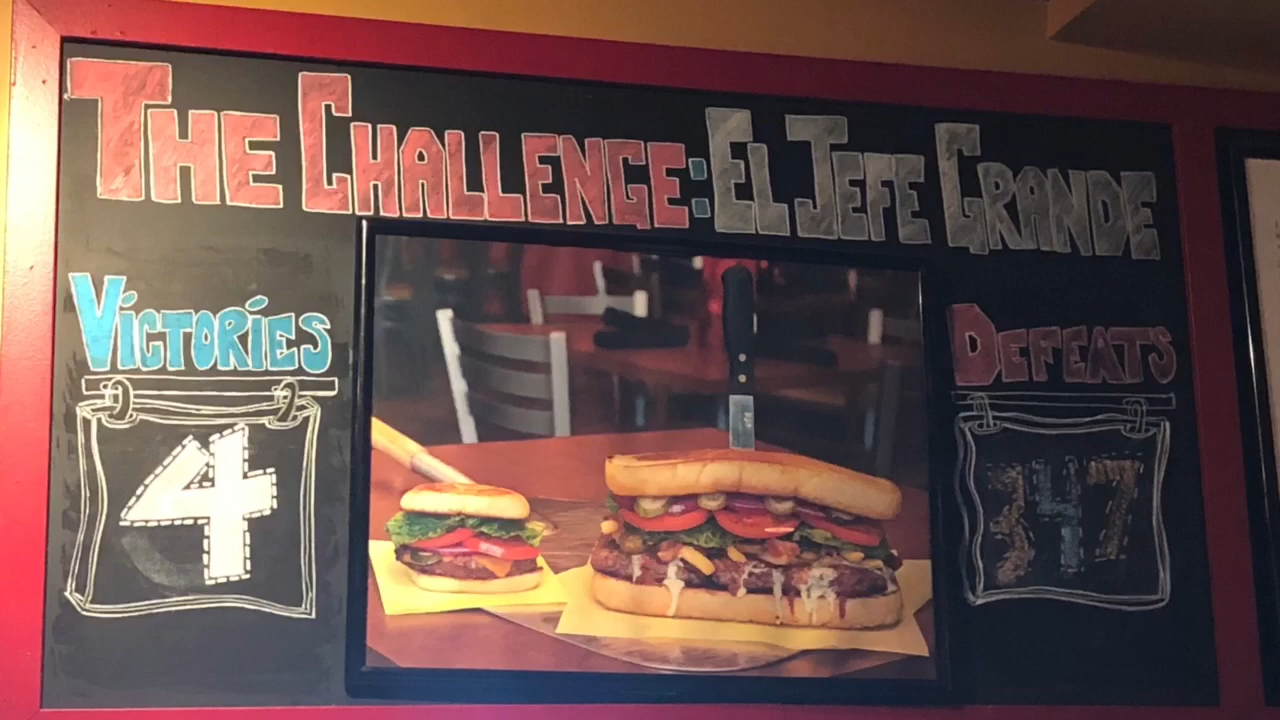 THE CHALLENGE: EL JEFE GRANDE
VICTORIES
4
DEFEATS
347